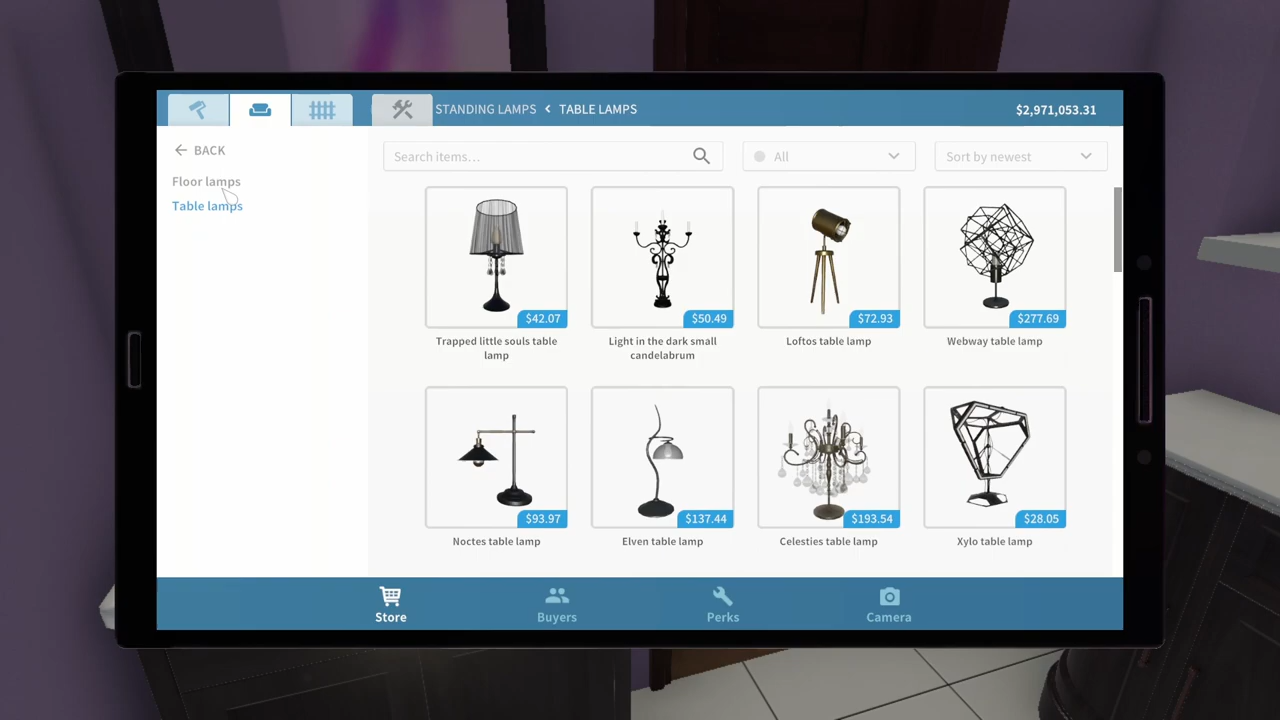 STANDING LAMPS < TABLE LAMPS
$2,971,053.31
BACK
Search items...
All
Sort by newest
Floor lamps
Table lamps
$42.07
$50.49
$72.93
$277.69
Trapped little souls table
lamp
Light in the dark small
candelabrum
Loftos table lamp
Webway table lamp
$93.97
$137.44
$193.54
$28.05
Noctes table lamp
Elven table lamp
Celesties table lamp
Xylo table lamp
Store
Buyers
Perks
Camera